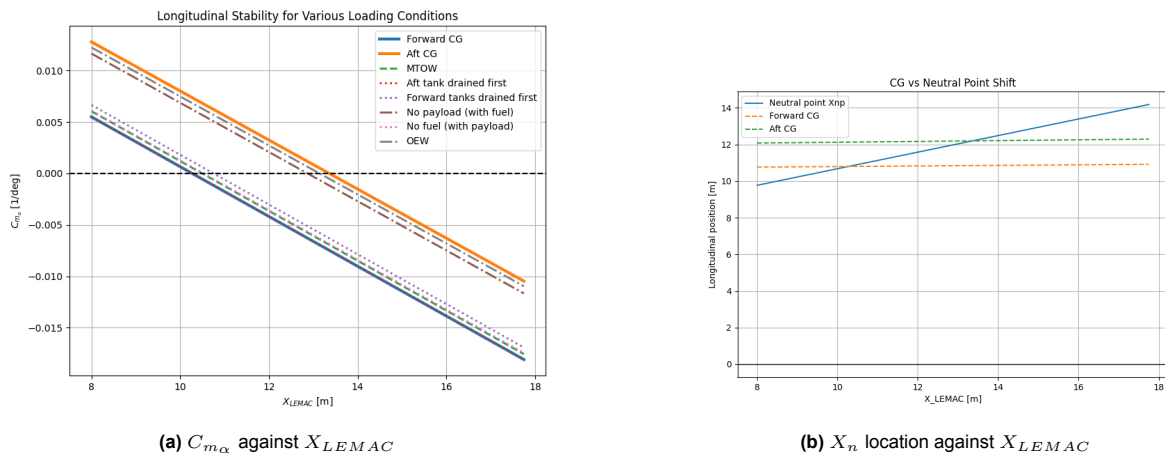 Longitudinal Stability for Various Loading Conditions
Forward CG
Aft CG
MTOW
Aft tank drained first
Forward tanks drained first
No payload (with fuel)
No fuel (with payload)
OEW
0.010
0.005
0.000
−0.005
−0.010
−0.015
C_{m_α} [1/deg]
8 10 12 14 16 18
X_{LEMAC} [m]
(a) C_{m_α} against X_{LEMAC}
CG vs Neutral Point Shift
Neutral point Xnp
Forward CG
Aft CG
14
12
10
8
6
4
2
0
Longitudinal position [m]
8 10 12 14 16 18
X_LEMAC [m]
(b) X_n location against X_{LEMAC}